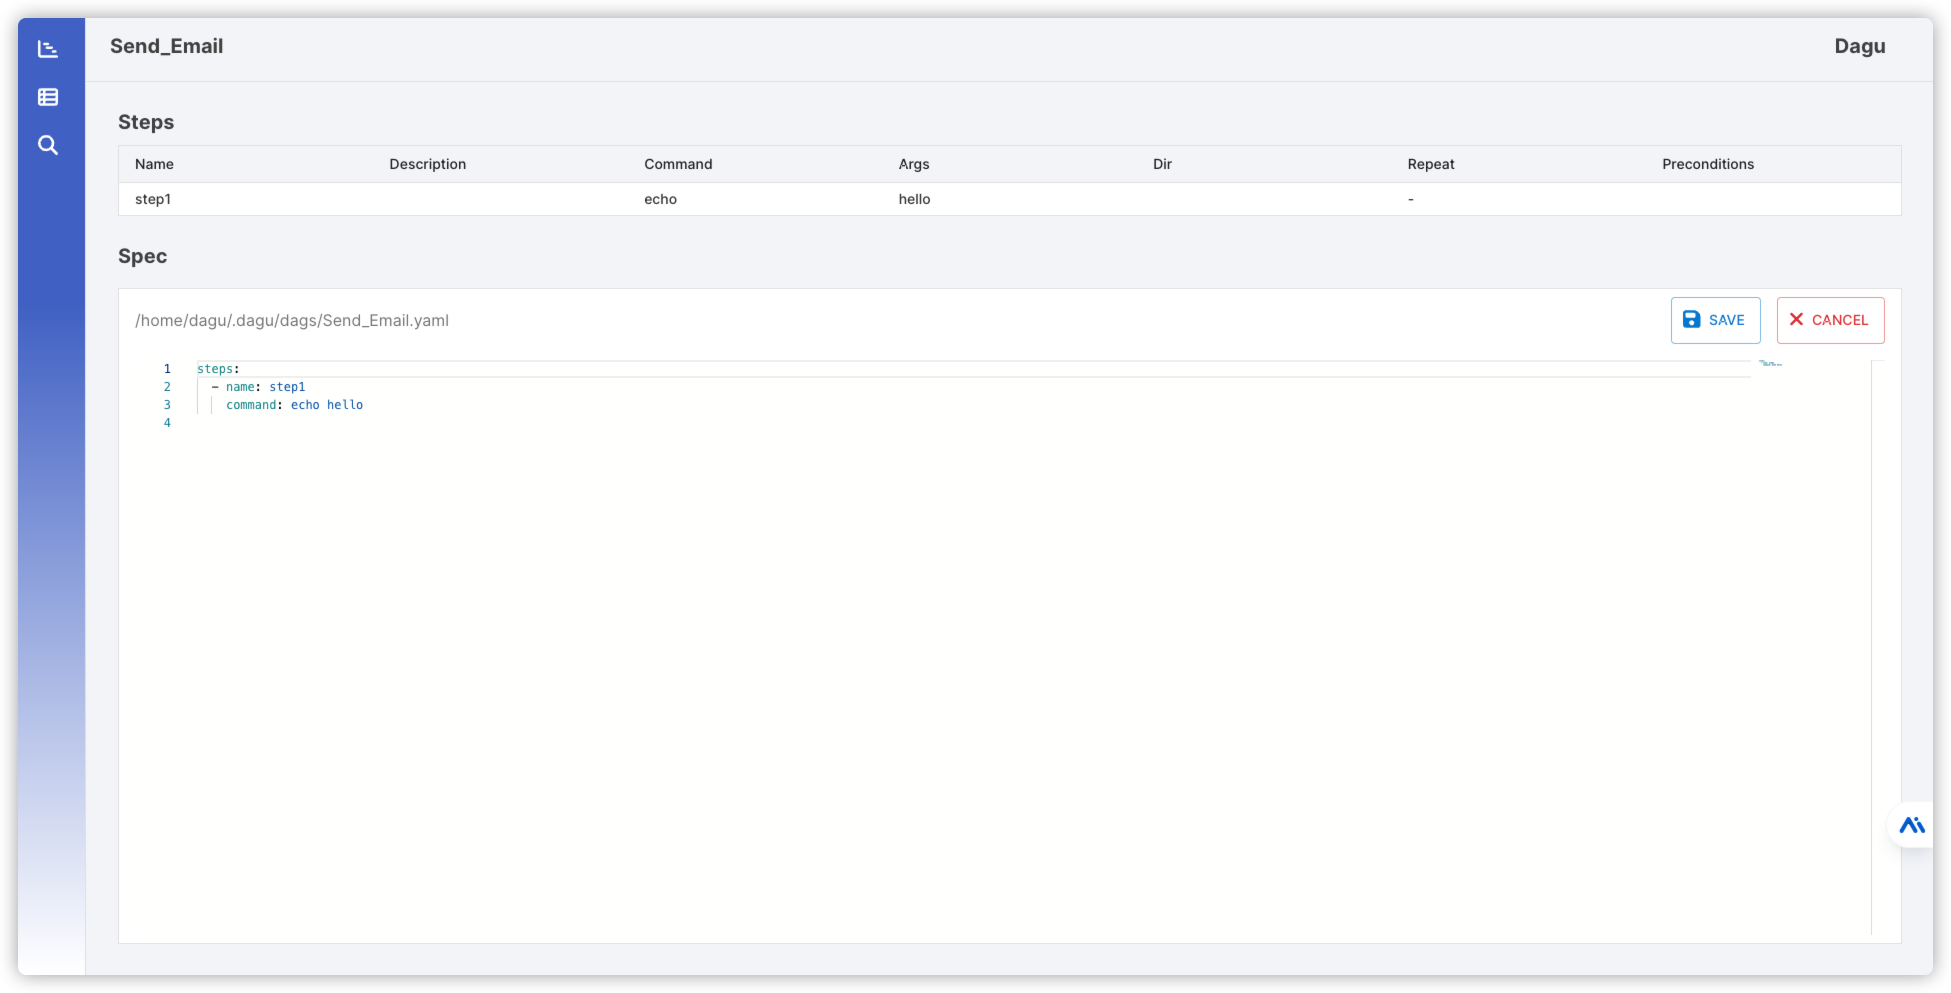 Send_Email
Dagu
Steps
Name Description Command Args Dir Repeat Preconditions
step1 echo hello -
Spec
/home/dagu/.dagu/dags/Send_Email.yaml
SAVE
CANCEL
1 steps:
2 - name: step1
3 command: echo hello
4